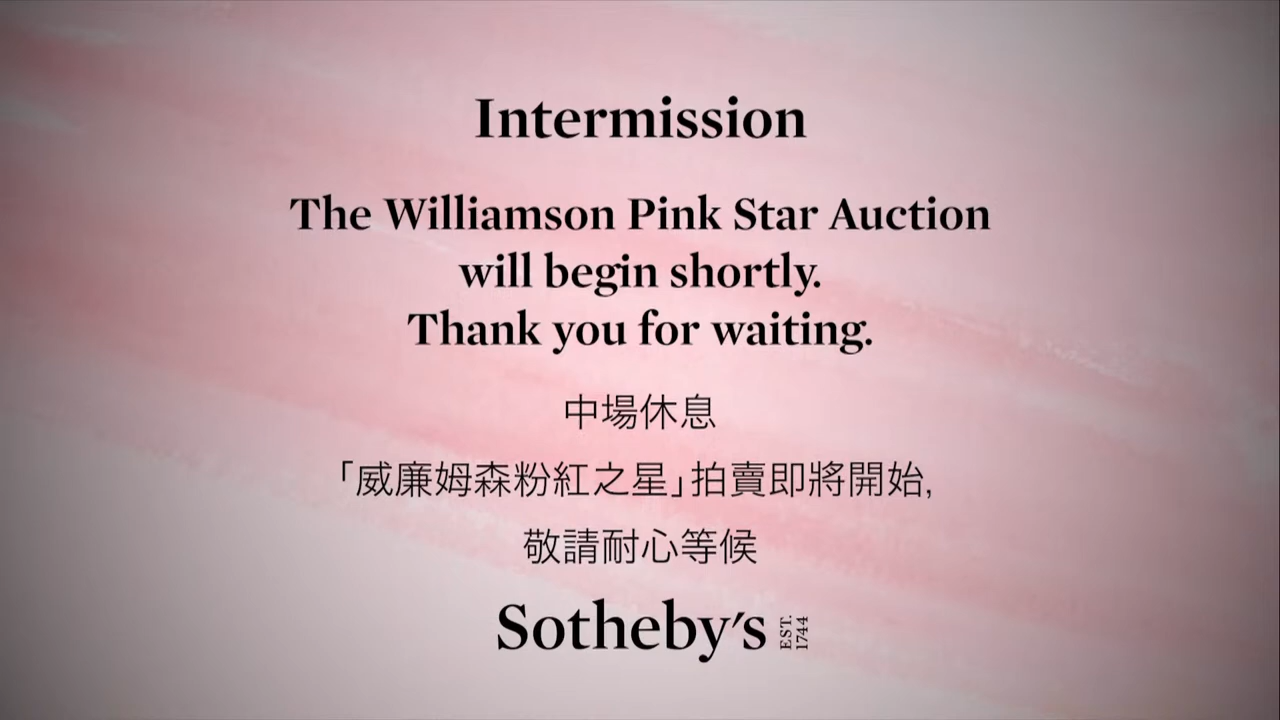 Intermission
The Williamson Pink Star Auction
will begin shortly.
Thank you for waiting.
中場休息
「威廉姆森粉紅之星」拍賣即將開始,
敬請耐心等候
Sotheby's EST. 1744